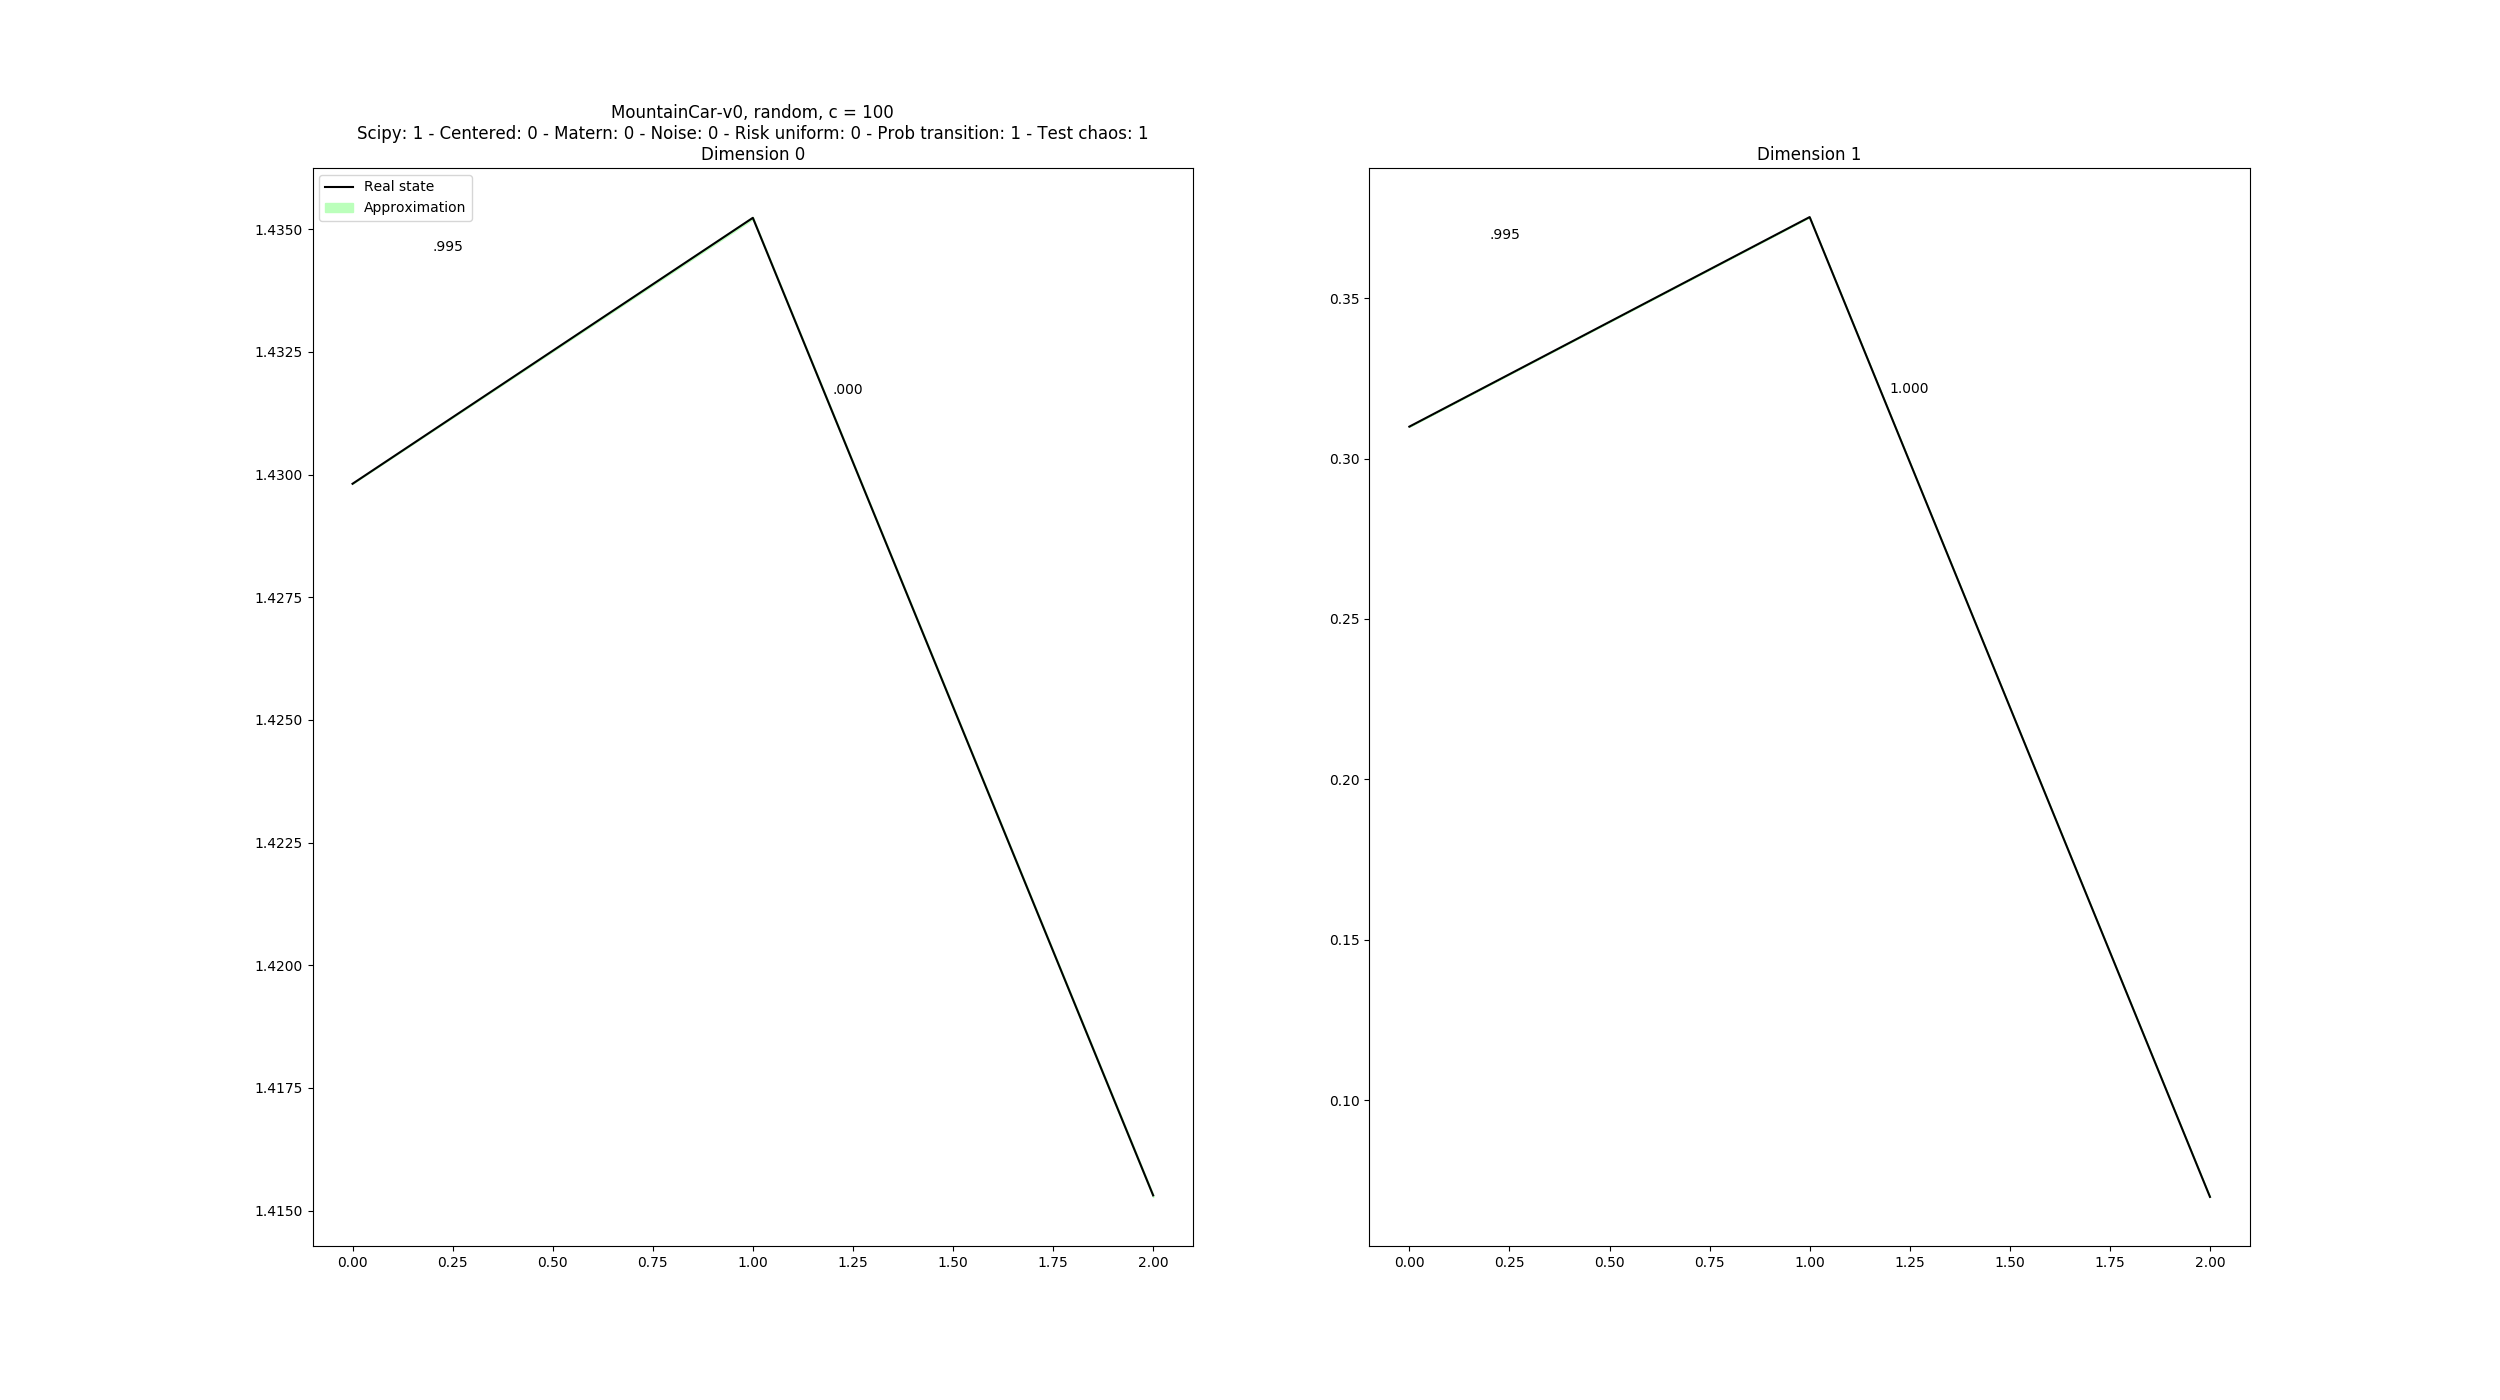 MountainCar-v0, random, c = 100
Scipy: 1 - Centered: 0 - Matern: 0 - Noise: 0 - Risk uniform: 0 - Prob transition: 1 - Test chaos: 1
Dimension 0
Real state
Approximation
.995
.000
1.4350
1.4325
1.4300
1.4275
1.4250
1.4225
1.4200
1.4175
1.4150
0.00 0.25 0.50 0.75 1.00 1.25 1.50 1.75 2.00
Dimension 1
.995
1.000
0.35
0.30
0.25
0.20
0.15
0.10
0.00 0.25 0.50 0.75 1.00 1.25 1.50 1.75 2.00